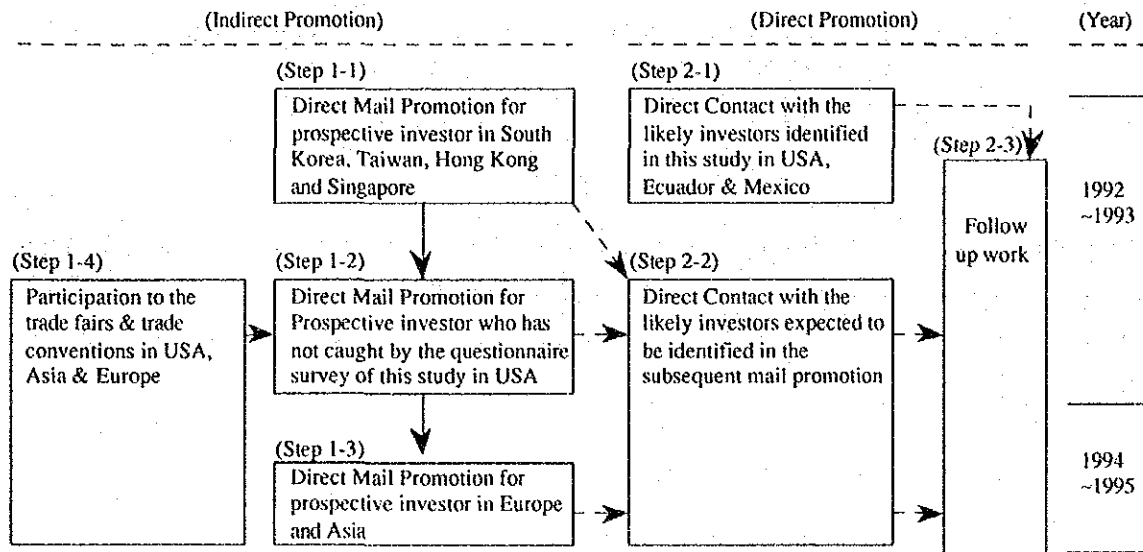 (Indirect Promotion)
(Direct Promotion)
(Year)
(Step 1-1)
Direct Mail Promotion for
prospective investor in South
Korea, Taiwan, Hong Kong
and Singapore
(Step 2-1)
Direct Contact with the
likely investors identified
in this study in USA,
Ecuador & Mexico
(Step 2-3)
Follow
up work
1992
~1993
(Step 1-4)
Participation to the
trade fairs & trade
conventions in USA,
Asia & Europe
(Step 1-2)
Direct Mail Promotion for
Prospective investor who has
not caught by the questionnaire
survey of this study in USA
(Step 2-2)
Direct Contact with the
likely investors expected to
be identified in the
subsequent mail promotion
(Step 1-3)
Direct Mail Promotion for
prospective investor in Europe
and Asia
1994
~1995